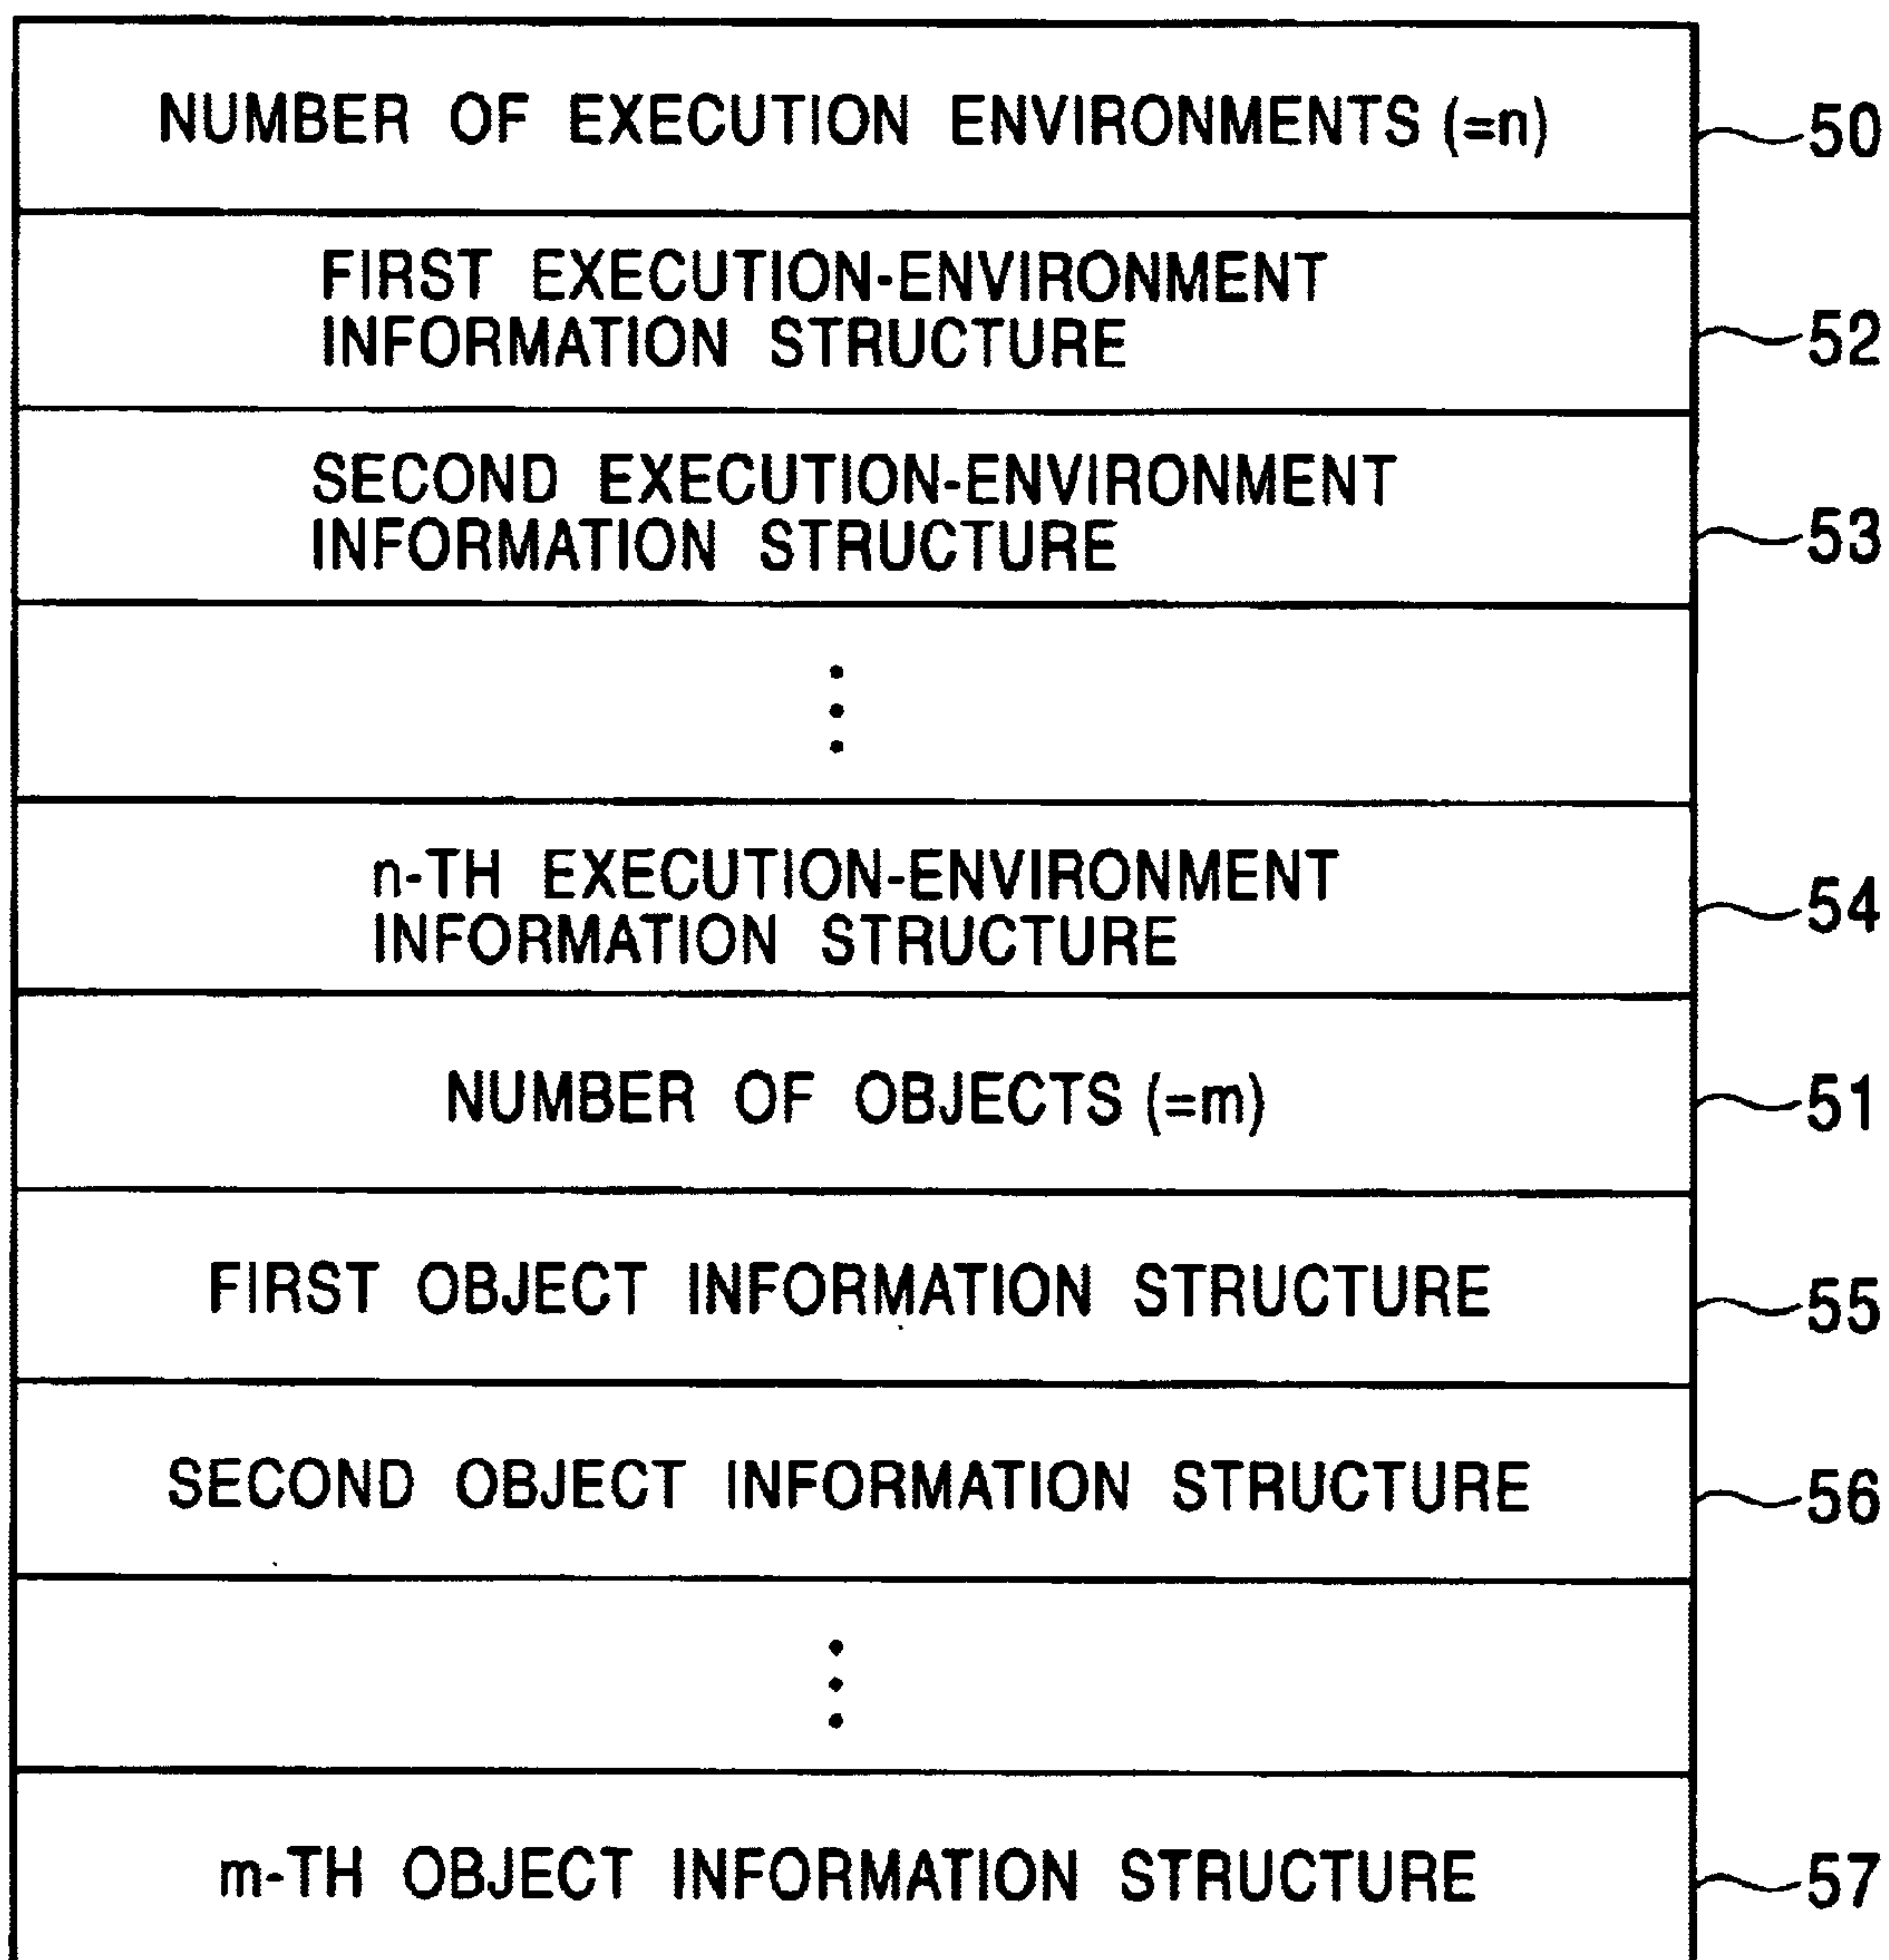 NUMBER OF EXECUTION ENVIRONMENTS (=n)
50
FIRST EXECUTION-ENVIRONMENT
INFORMATION STRUCTURE
52
SECOND EXECUTION-ENVIRONMENT
INFORMATION STRUCTURE
53
n-TH EXECUTION-ENVIRONMENT
INFORMATION STRUCTURE
54
NUMBER OF OBJECTS (=m)
51
FIRST OBJECT INFORMATION STRUCTURE
55
SECOND OBJECT INFORMATION STRUCTURE
56
m-TH OBJECT INFORMATION STRUCTURE
57